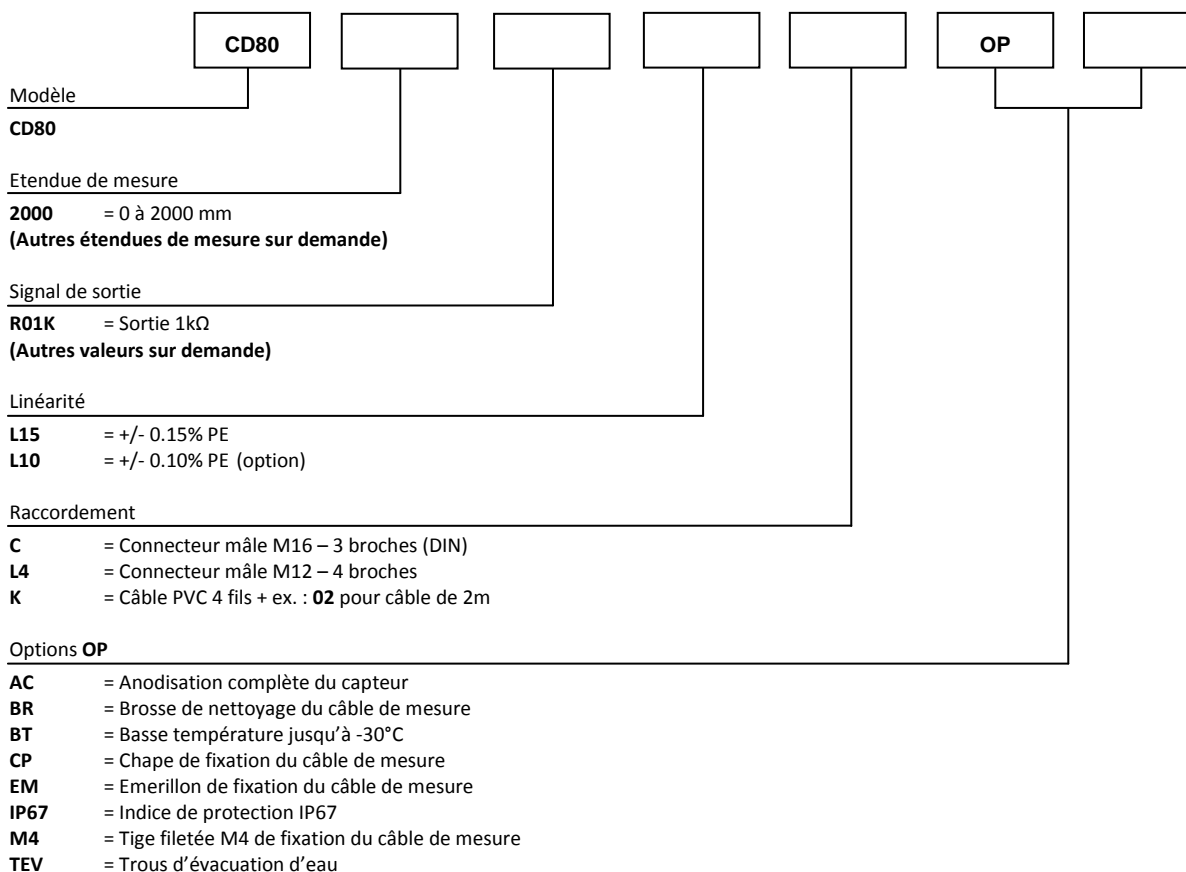 CD80 OP
Modèle
CD80
Etendue de mesure
2000 = 0 à 2000 mm
(Autres étendues de mesure sur demande)
Signal de sortie
R01K = Sortie 1kΩ
(Autres valeurs sur demande)
Linéarité
L15 = +/- 0.15% PE
L10 = +/- 0.10% PE (option)
Raccordement
C = Connecteur mâle M16 – 3 broches (DIN)
L4 = Connecteur mâle M12 – 4 broches
K = Câble PVC 4 fils + ex. : 02 pour câble de 2m
Options OP
AC = Anodisation complète du capteur
BR = Brosse de nettoyage du câble de mesure
BT = Basse température jusqu’à -30°C
CP = Chape de fixation du câble de mesure
EM = Emerillon de fixation du câble de mesure
IP67 = Indice de protection IP67
M4 = Tige filetée M4 de fixation du câble de mesure
TEV = Trous d’évacuation d’eau